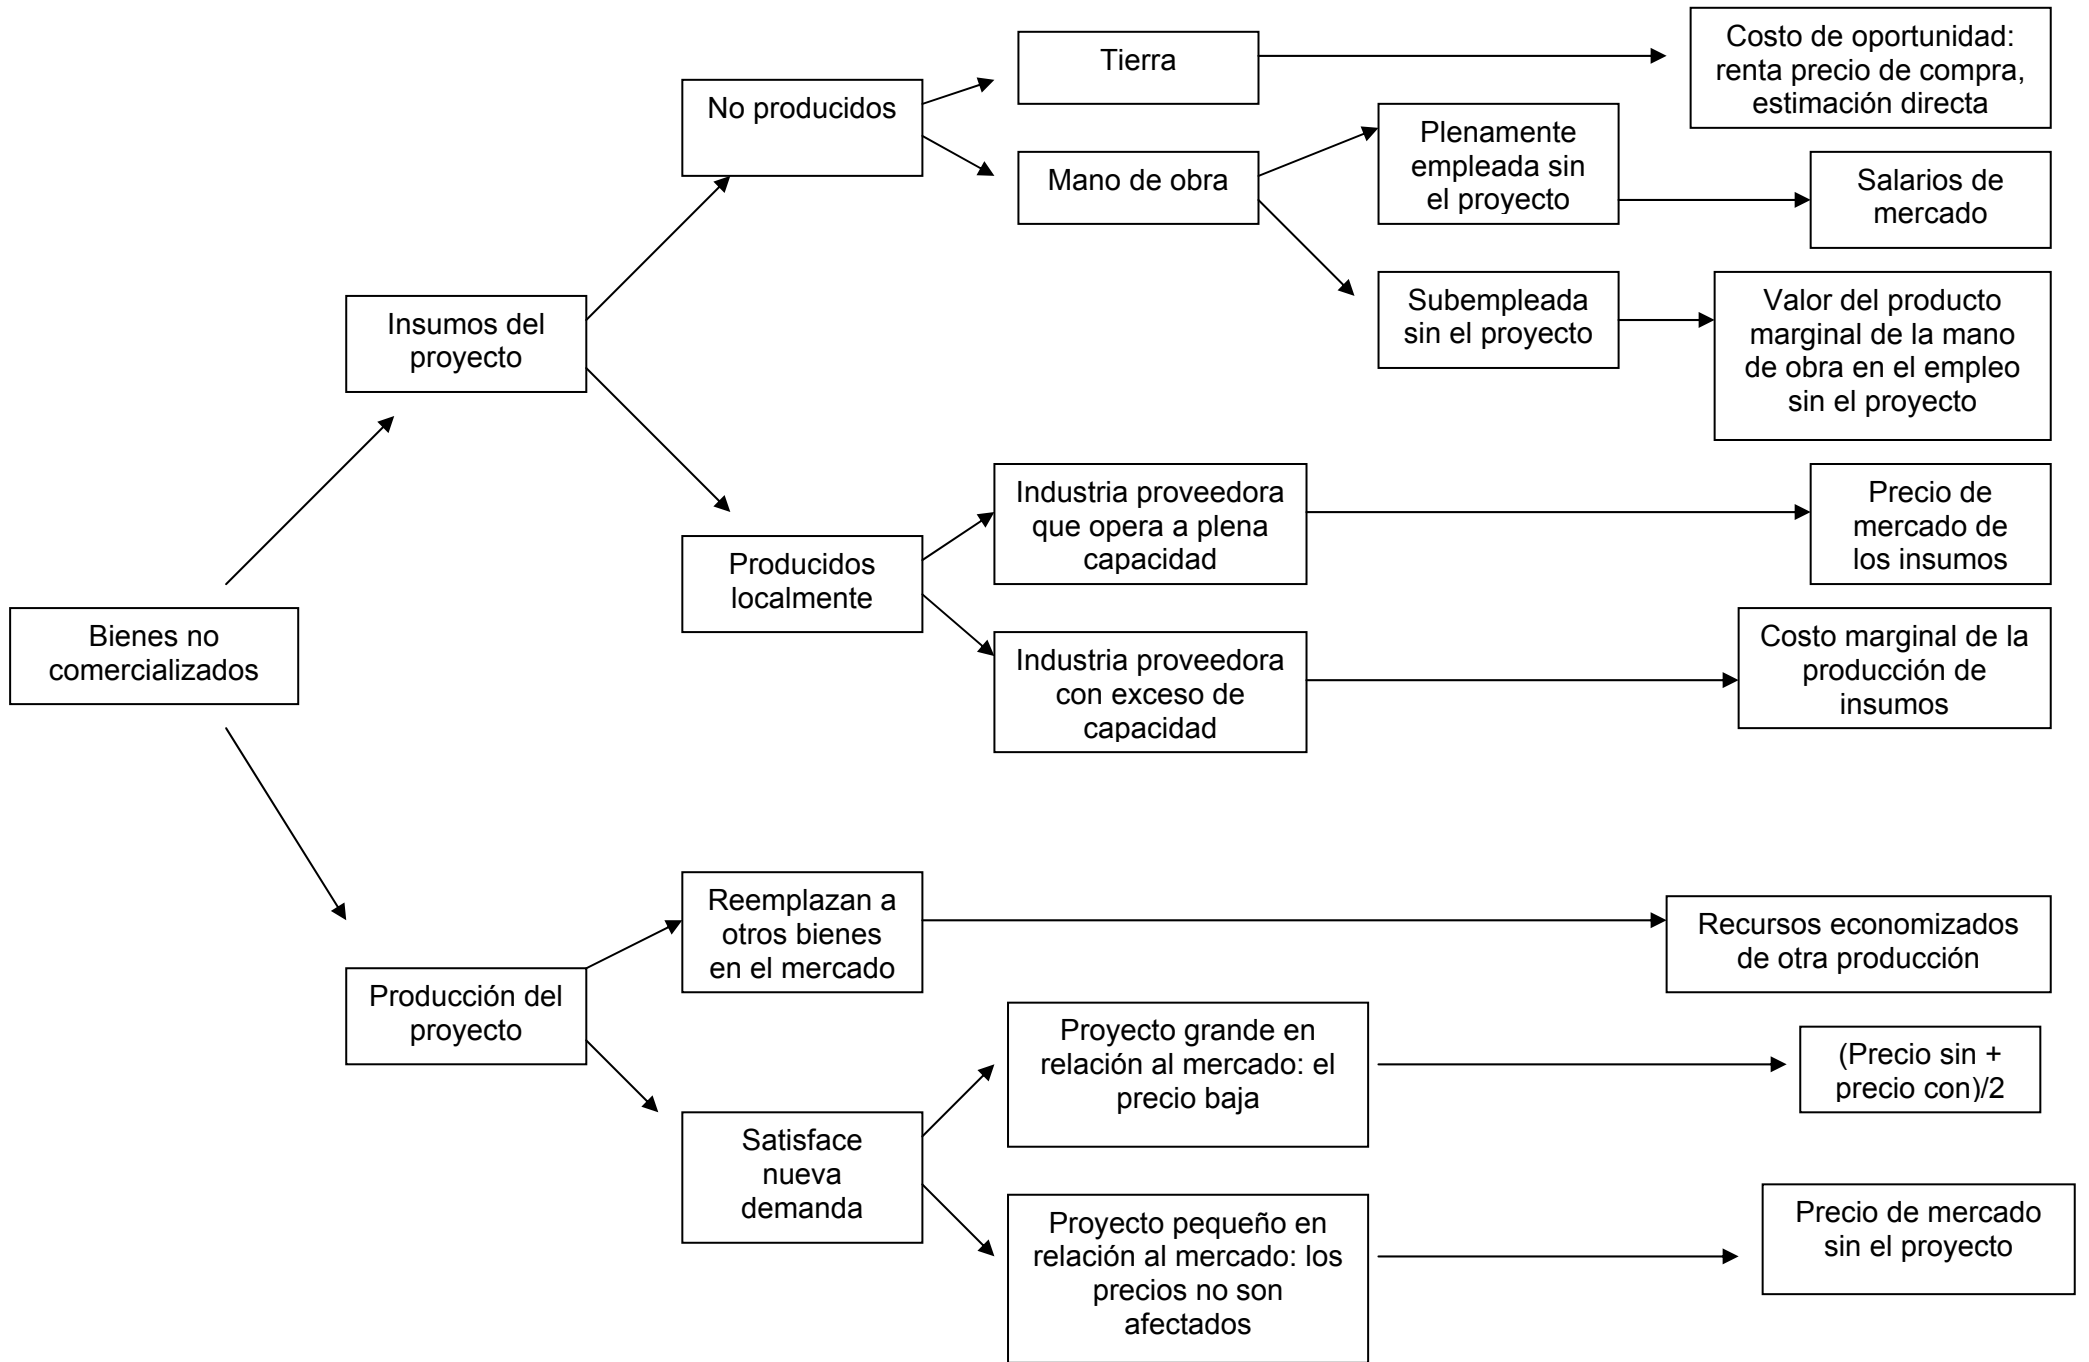 Tierra
Costo de oportunidad:
renta precio de compra,
estimación directa
No producidos
Mano de obra
Plenamente
empleada sin
el proyecto
Salarios de
mercado
Insumos del
proyecto
Subempleada
sin el proyecto
Valor del producto
marginal de la mano
de obra en el empleo
sin el proyecto
Producidos
localmente
Industria proveedora
que opera a plena
capacidad
Precio de
mercado de
los insumos
Bienes no
comercializados
Industria proveedora
con exceso de
capacidad
Costo marginal de la
producción de
insumos
Reemplazan a
otros bienes
en el mercado
Recursos economizados
de otra producción
Producción del
proyecto
Proyecto grande en
relación al mercado: el
precio baja
(Precio sin +
precio con)/2
Satisface
nueva
demanda
Proyecto pequeño en
relación al mercado: los
precios no son
afectados
Precio de mercado
sin el proyecto